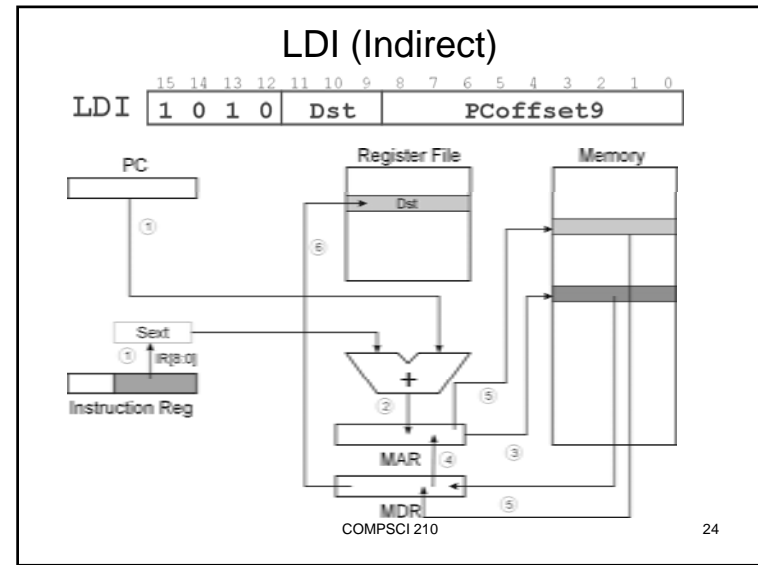 LDI (Indirect)
15 14 13 12 11 10 9 8 7 6 5 4 3 2 1 0
LDI 1 0 1 0 Dst PCoffset9
PC
Register File
Memory
Dst
①
⑥
Sext
①
IR[8:0]
+
Instruction Reg
②
⑤
MAR
④
③
MDR
⑤
COMPSCI 210
24